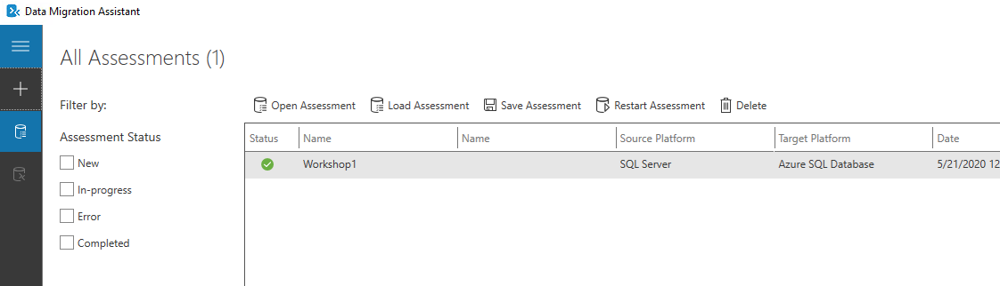 Data Migration Assistant
All Assessments (1)
Filter by:
Open Assessment Load Assessment Save Assessment Restart Assessment Delete
Assessment Status
Status Name Name Source Platform Target Platform Date
New
Workshop1 SQL Server Azure SQL Database 5/21/2020 12
In-progress
Error
Completed